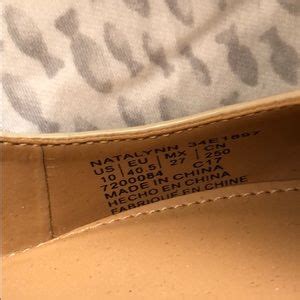 NATALYNN 34E1897
US | EU | MX | CN
10 | 40.5 | 27 | 250
7200084 C17
MADE IN CHINA
HECHO EN CHINA
FABRIQUE EN CHINE